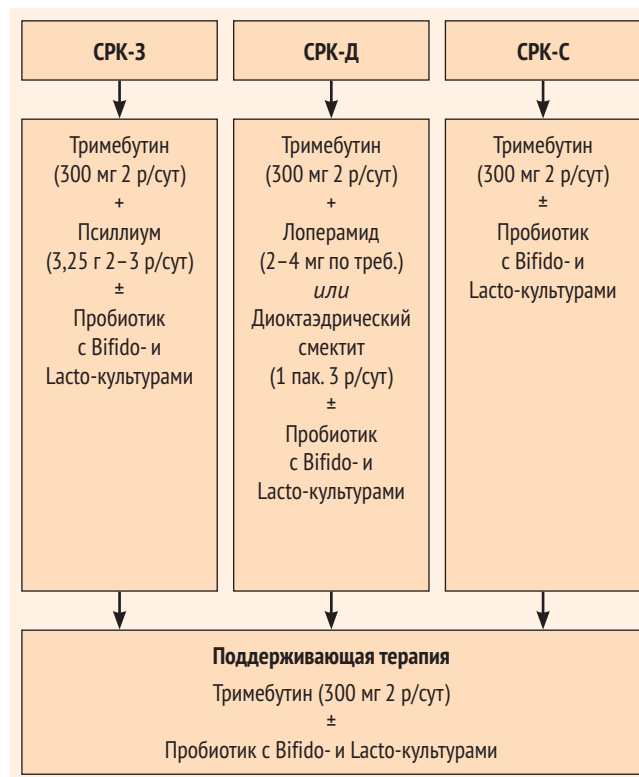 СРК-З
Тримебутин
(300 мг 2 р/сут)
+
Псиллиум
(3,25 г 2–3 р/сут)
±
Пробиотик
с Bifido- и
Lacto-культурами
СРК-Д
Тримебутин
(300 мг 2 р/сут)
+
Лоперамид
(2–4 мг по треб.)
или
Диоктаэдрический
смектит
(1 пак. 3 р/сут)
±
Пробиотик
с Bifido- и
Lacto-культурами
СРК-С
Тримебутин
(300 мг 2 р/сут)
±
Пробиотик
с Bifido- и
Lacto-культурами
Поддерживающая терапия
Тримебутин (300 мг 2 р/сут)
±
Пробиотик с Bifido- и Lacto-культурами